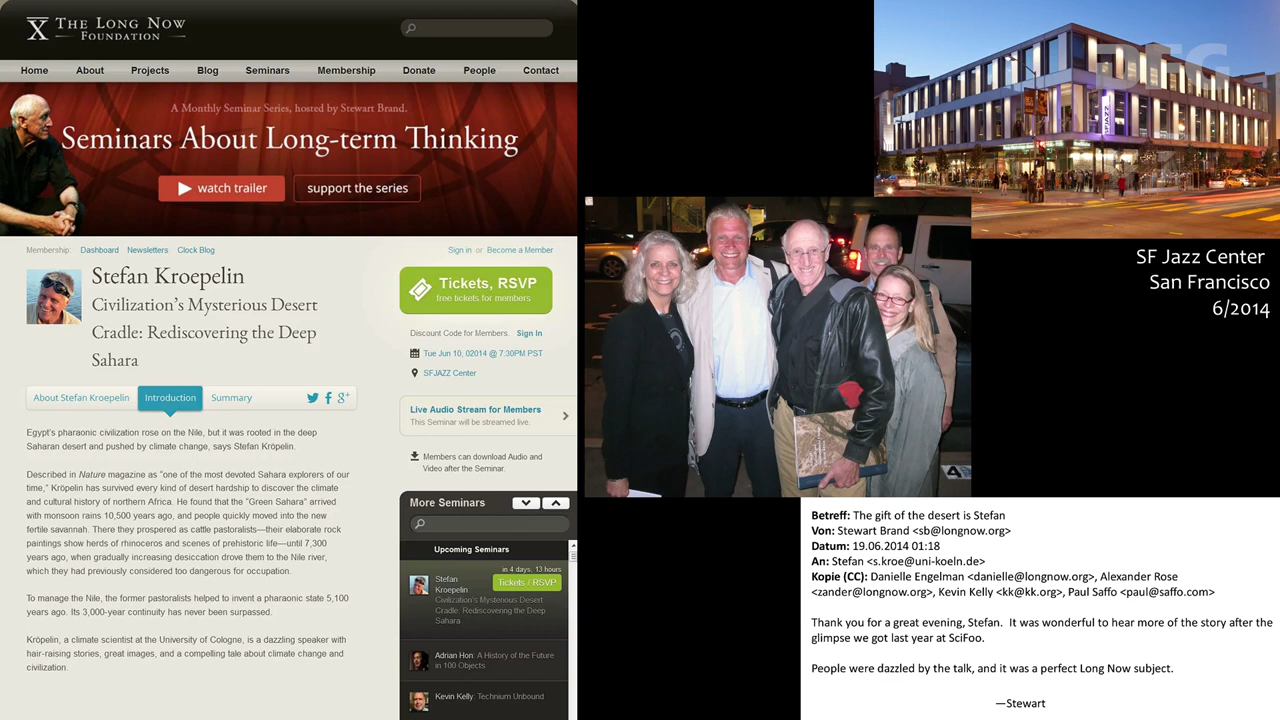 THE LONG NOW
FOUNDATION
Home About Projects Blog Seminars Membership Donate People Contact
A Monthly Seminar Series, hosted by Stewart Brand.
Seminars About Long-term Thinking
watch trailer
support the series
Membership: Dashboard Newsletters Clock Blog
Sign in or Become a Member
Stefan Kroepelin
Civilization's Mysterious Desert
Cradle: Rediscovering the Deep
Sahara
About Stefan Kroepelin Introduction Summary
Egypt's pharaonic civilization rose on the Nile, but it was rooted in the deep
Saharan desert and pushed by climate change, says Stefan Kröpelin.
Described in Nature magazine as "one of the most devoted Sahara explorers of our
time," Kröpelin has survived every kind of desert hardship to discover the climate
and cultural history of northern Africa. He found that the "Green Sahara" arrived
with monsoon rains 10,500 years ago, and people quickly moved into the new
fertile savannah. There they prospered as cattle pastoralists—their elaborate rock
paintings show herds of rhinoceros and scenes of prehistoric life—until 7,300
years ago, when gradually increasing desiccation drove them to the Nile river,
which they had previously considered too dangerous for occupation.
To manage the Nile, the former pastoralists helped to invent a pharaonic state 5,100
years ago. Its 3,000-year continuity has never been surpassed.
Kröpelin, a climate scientist at the University of Cologne, is a dazzling speaker with
hair-raising stories, great images, and a compelling tale about climate change and
civilization.
Tickets, RSVP
free tickets for members
Discount Code for Members. Sign In
Tue Jun 10, 02014 @ 7:30PM PST
SFJAZZ Center
Live Audio Stream for Members
This Seminar will be streamed live.
Members can download Audio and
Video after the Seminar.
More Seminars
Upcoming Seminars
in 4 days, 13 hours
Tickets / RSVP
Stefan
Kroepelin
Civilization's Mysterious Desert
Cradle: Rediscovering the Deep
Sahara
Adrian Hon: A History of the Future
in 100 Objects
Kevin Kelly: Technium Unbound
DFG
SFJAZZ
SF Jazz Center
San Francisco
6/2014
Betreff: The gift of the desert is Stefan
Von: Stewart Brand <sb@longnow.org>
Datum: 19.06.2014 01:18
An: Stefan <s.kroe@uni-koeln.de>
Kopie (CC): Danielle Engelman <danielle@longnow.org>, Alexander Rose
<zander@longnow.org>, Kevin Kelly <kk@kk.org>, Paul Saffo <paul@saffo.com>
Thank you for a great evening, Stefan. It was wonderful to hear more of the story after the
glimpse we got last year at SciFoo.
People were dazzled by the talk, and it was a perfect Long Now subject.
—Stewart